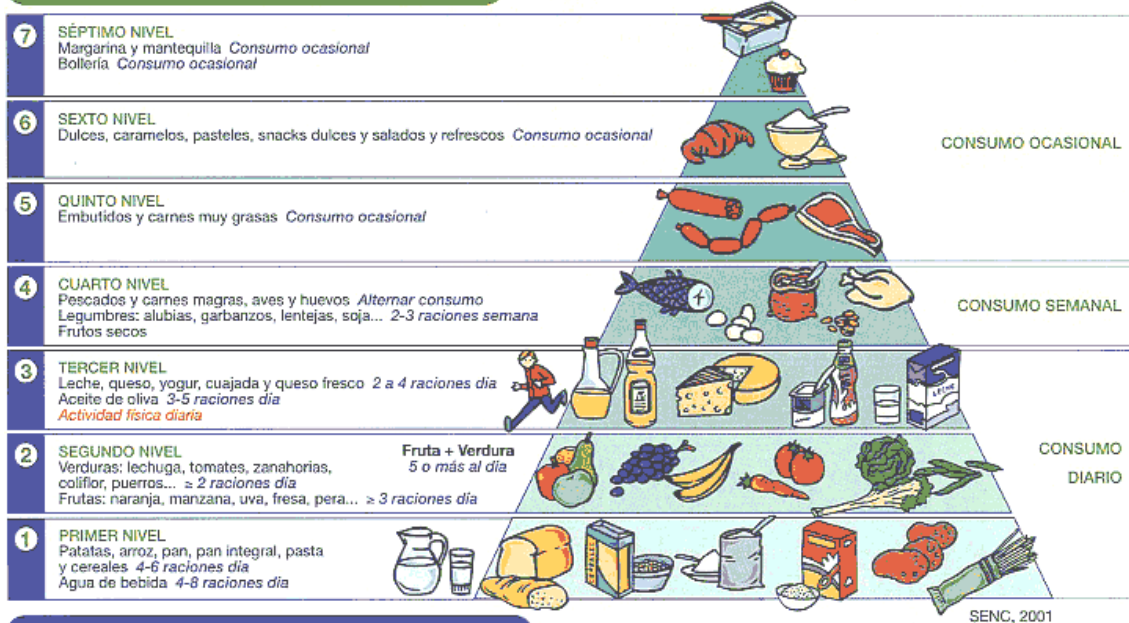 7
SÉPTIMO NIVEL
Margarina y mantequilla Consumo ocasional
Bollería Consumo ocasional
6
SEXTO NIVEL
Dulces, caramelos, pasteles, snacks dulces y salados y refrescos Consumo ocasional
CONSUMO OCASIONAL
5
QUINTO NIVEL
Embutidos y carnes muy grasas Consumo ocasional
4
CUARTO NIVEL
Pescados y carnes magras, aves y huevos Alternar consumo
Legumbres: alubias, garbanzos, lentejas, soja... 2-3 raciones semana
Frutos secos
CONSUMO SEMANAL
3
TERCER NIVEL
Leche, queso, yogur, cuajada y queso fresco 2 a 4 raciones día
Aceite de oliva 3-5 raciones día
Actividad física diaria
LECHE
2
SEGUNDO NIVEL
Verduras: lechuga, tomates, zanahorias,
coliflor, puerros... ≥ 2 raciones día
Frutas: naranja, manzana, uva, fresa, pera... ≥ 3 raciones día
Fruta + Verdura
5 o más al día
CONSUMO
DIARIO
1
PRIMER NIVEL
Patatas, arroz, pan, pan integral, pasta
y cereales 4-6 raciones día
Agua de bebida 4-8 raciones día
CEREALES
SENC, 2001